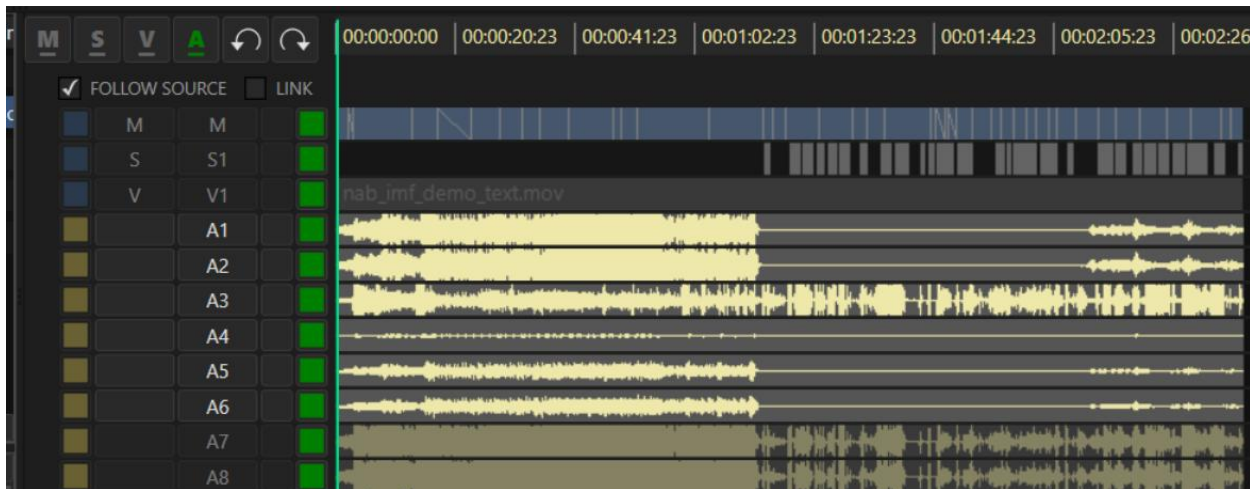 M S V A 00:00:00:00 00:00:20:23 00:00:41:23 00:01:02:23 00:01:23:23 00:01:44:23 00:02:05:23 00:02:26
FOLLOW SOURCE LINK
M M
S S1
V V1 nab_imf_demo_text.mov
A1
A2
A3
A4
A5
A6
A7
A8